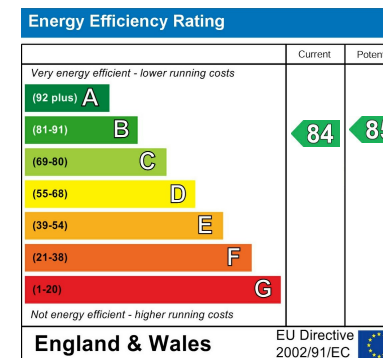 Energy Efficiency Rating
Current Poten
Very energy efficient - lower running costs
(92 plus) A
(81-91) B
84 85
(69-80) C
(55-68) D
(39-54) E
(21-38) F
(1-20) G
Not energy efficient - higher running costs
England & Wales
EU Directive
2002/91/EC